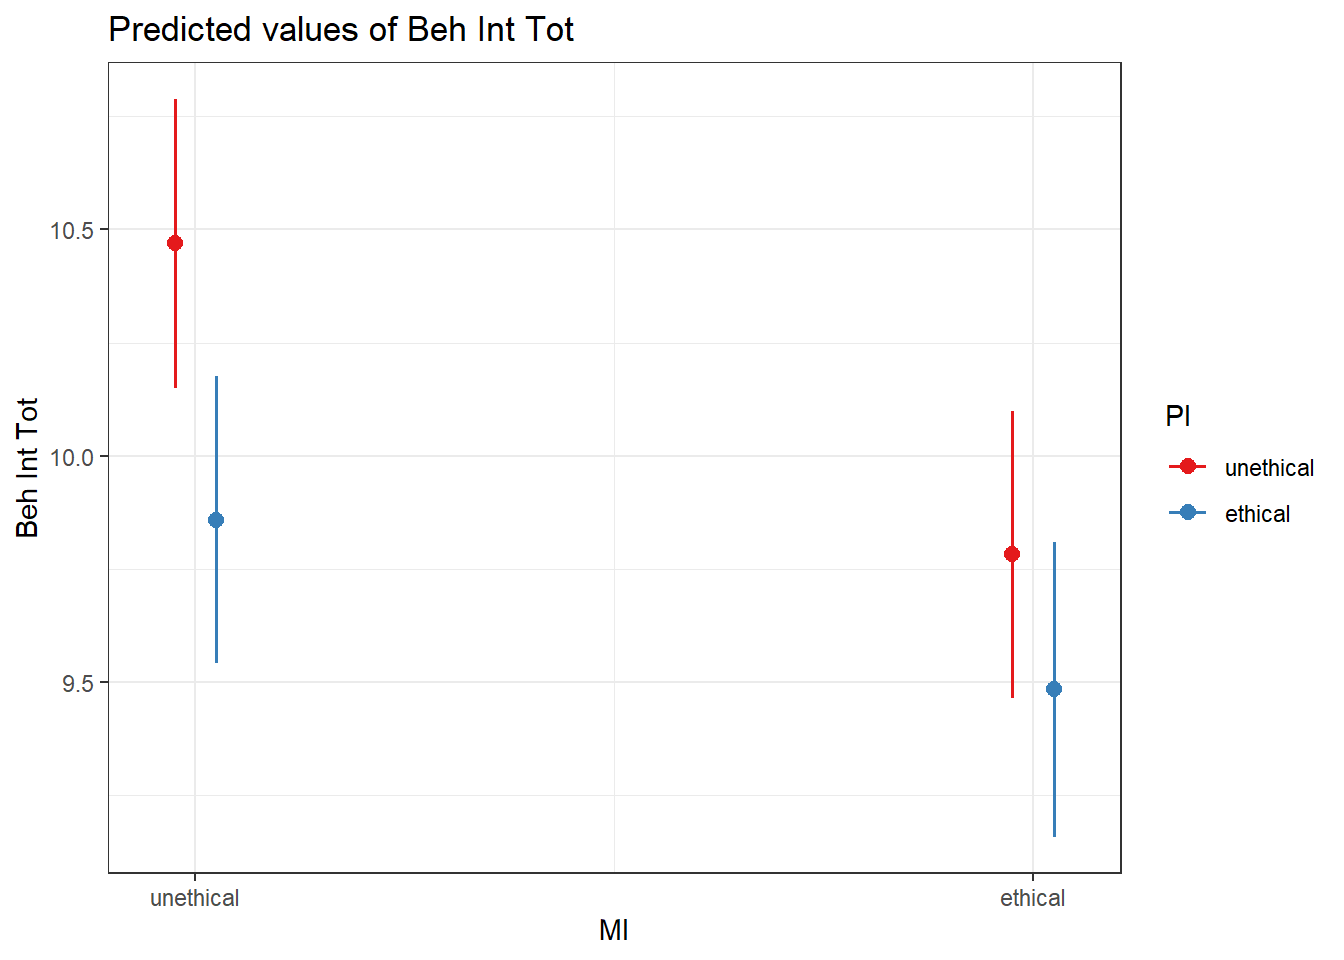 Predicted values of Beh Int Tot
10.5
10.0
9.5
Beh Int Tot
unethical
ethical
MI
PI
unethical
ethical